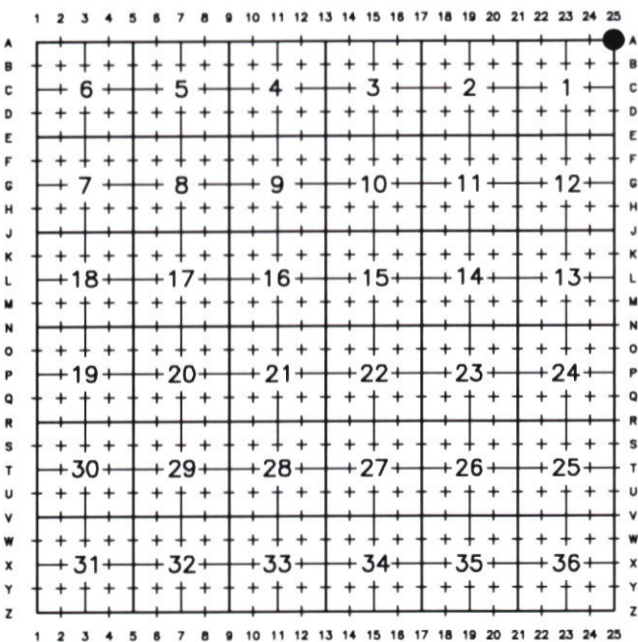 1 2 3 4 5 6 7 8 9 10 11 12 13 14 15 16 17 18 19 20 21 22 23 24 25
A A
B B
C 6 5 4 3 2 1 C
D D
E E
F F
G 7 8 9 10 11 12 G
H H
J J
K K
L 18 17 16 15 14 13 L
M M
N N
O O
P 19 20 21 22 23 24 P
Q Q
R R
S S
T 30 29 28 27 26 25 T
U U
V V
W W
X 31 32 33 34 35 36 X
Y Y
Z Z
1 2 3 4 5 6 7 8 9 10 11 12 13 14 15 16 17 18 19 20 21 22 23 24 25